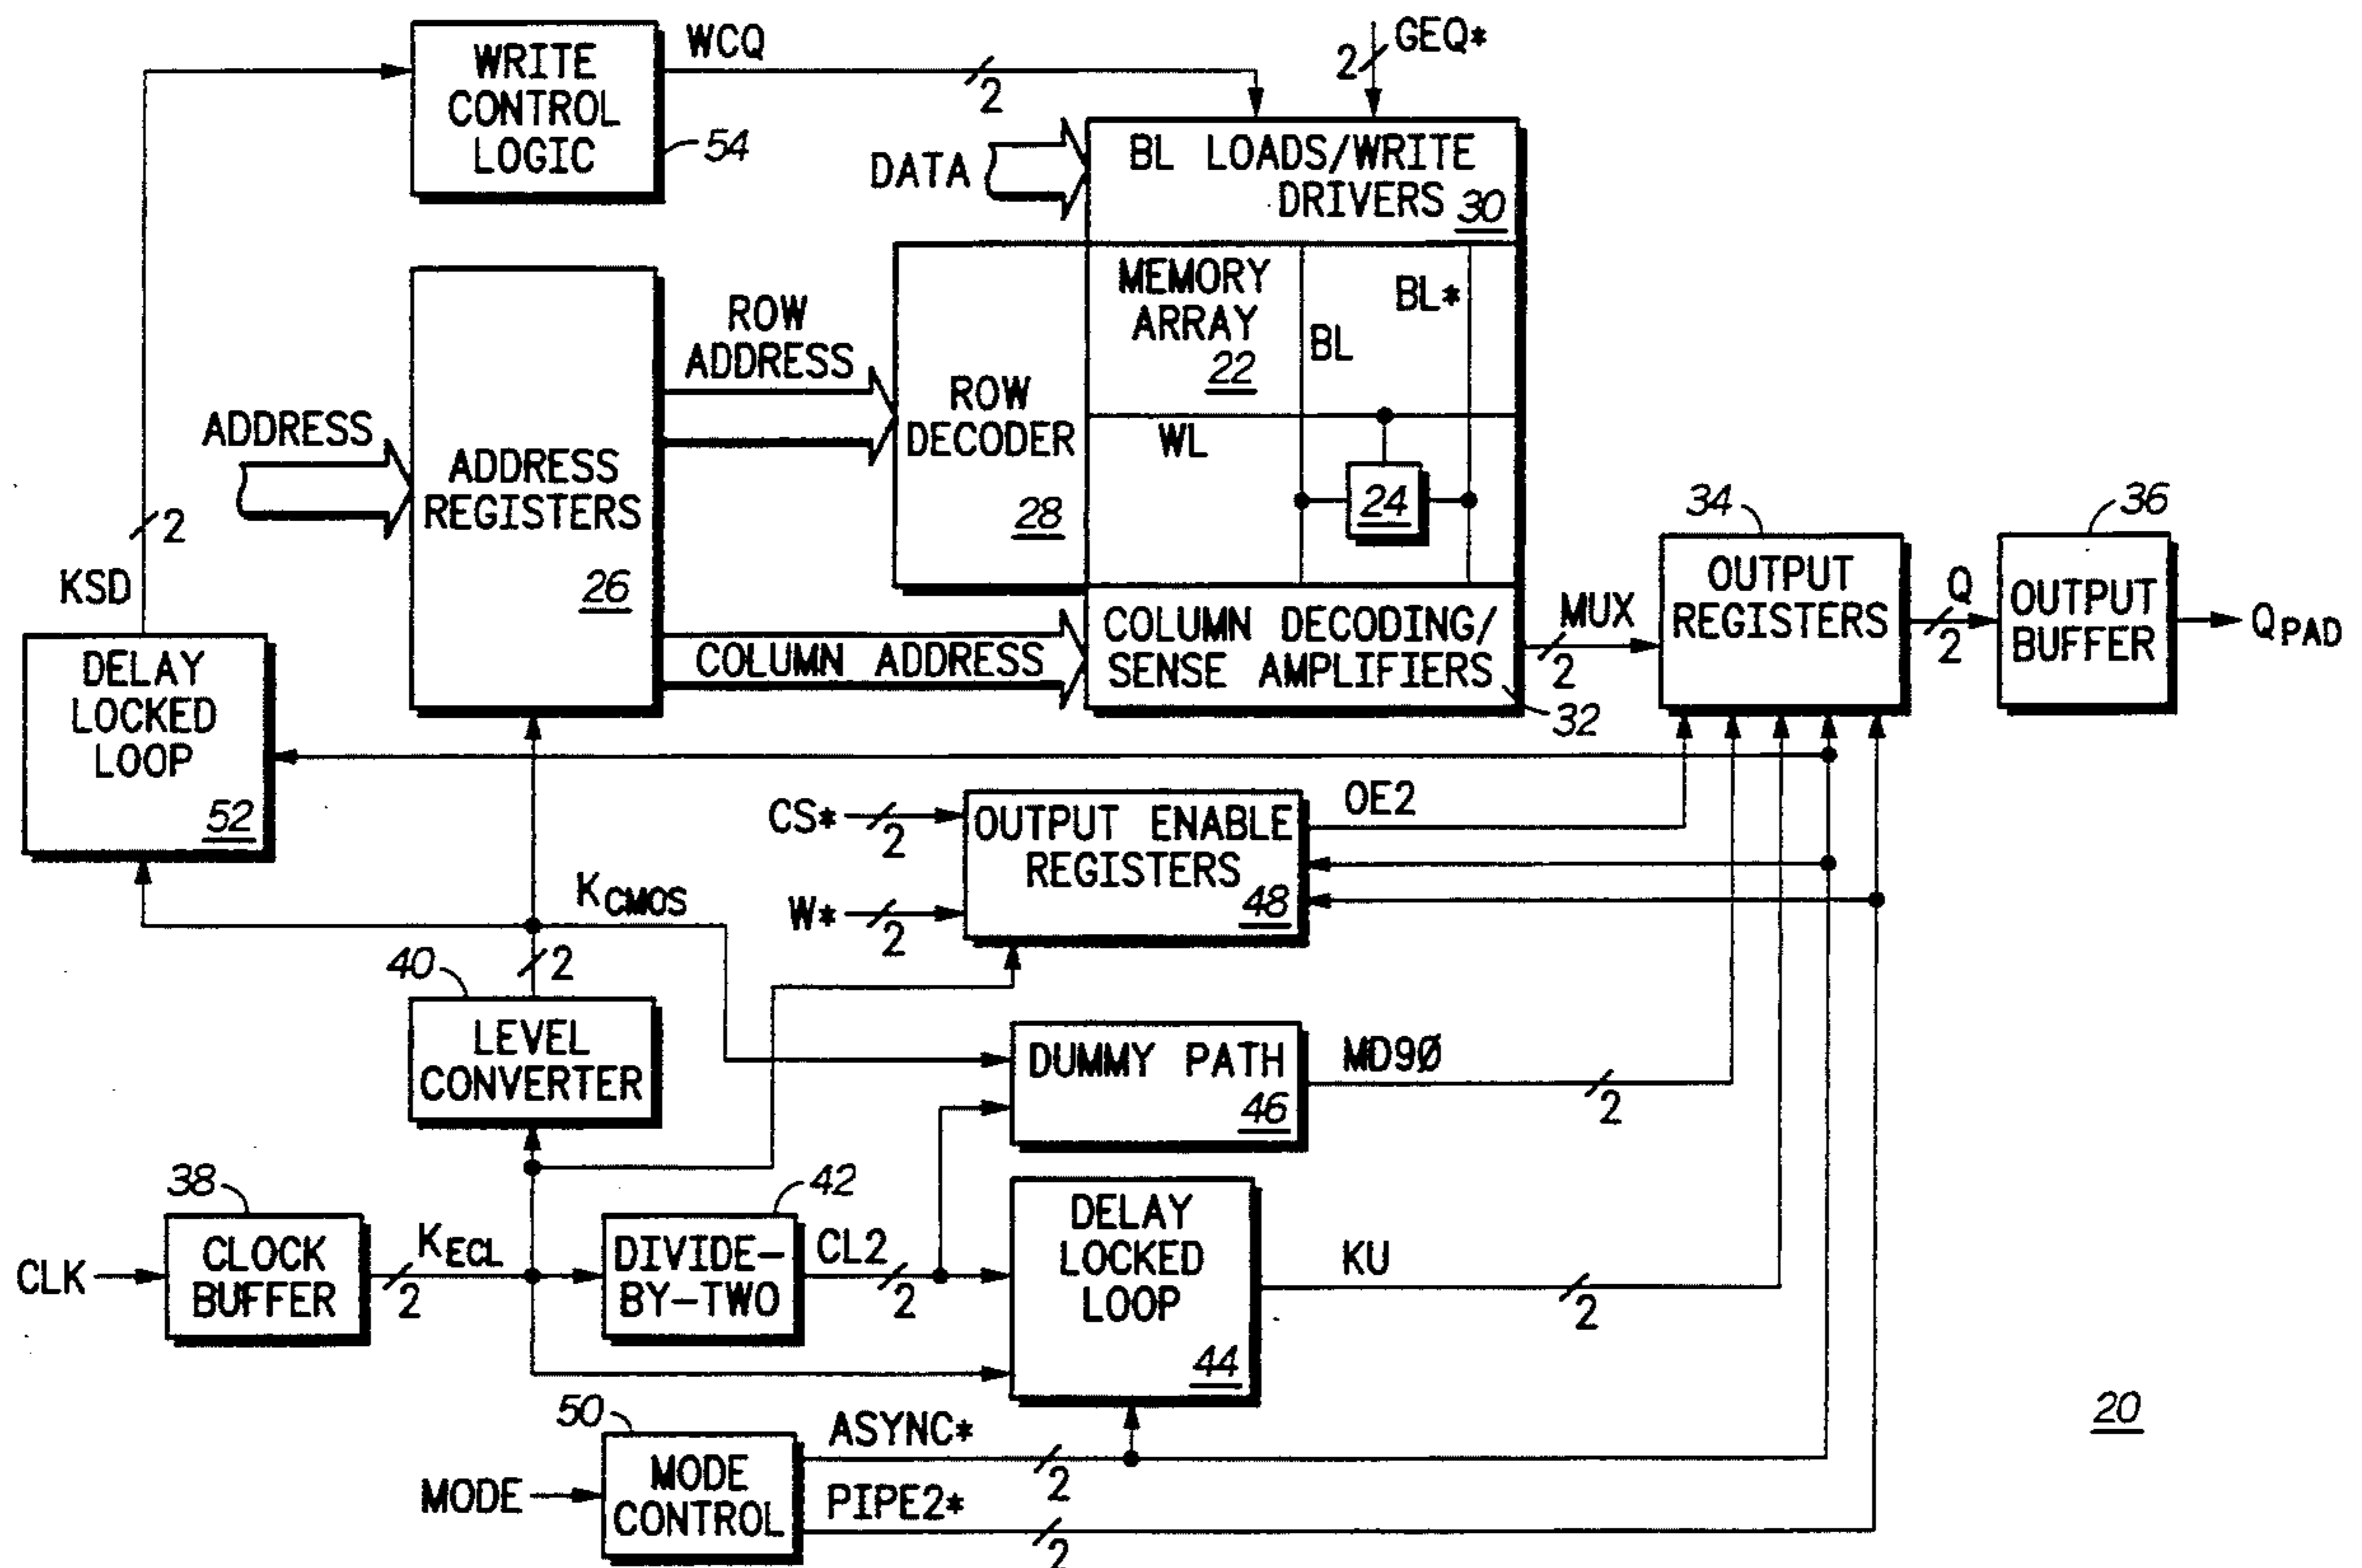 WRITE
CONTROL
LOGIC
54
WCQ
2
2
GEQ*
DATA
BL LOADS/WRITE
DRIVERS 30
ROW
ADDRESS
ADDRESS
ADDRESS
REGISTERS
26
ROW
DECODER
28
MEMORY
ARRAY
22
BL
BL*
WL
24
COLUMN ADDRESS
COLUMN DECODING/
SENSE AMPLIFIERS
32
MUX
2
34
OUTPUT
REGISTERS
Q
2
36
OUTPUT
BUFFER
QPAD
2
KSD
DELAY
LOCKED
LOOP
52
CS*
2
W*
2
OUTPUT ENABLE
REGISTERS
48
OE2
KCMOS
2
40
LEVEL
CONVERTER
DUMMY PATH
46
MD9Ø
2
CLK
38
CLOCK
BUFFER
KECL
2
42
DIVIDE-
BY-TWO
CL2
2
DELAY
LOCKED
LOOP
44
KU
2
MODE
50
MODE
CONTROL
ASYNC*
2
PIPE2*
2
20